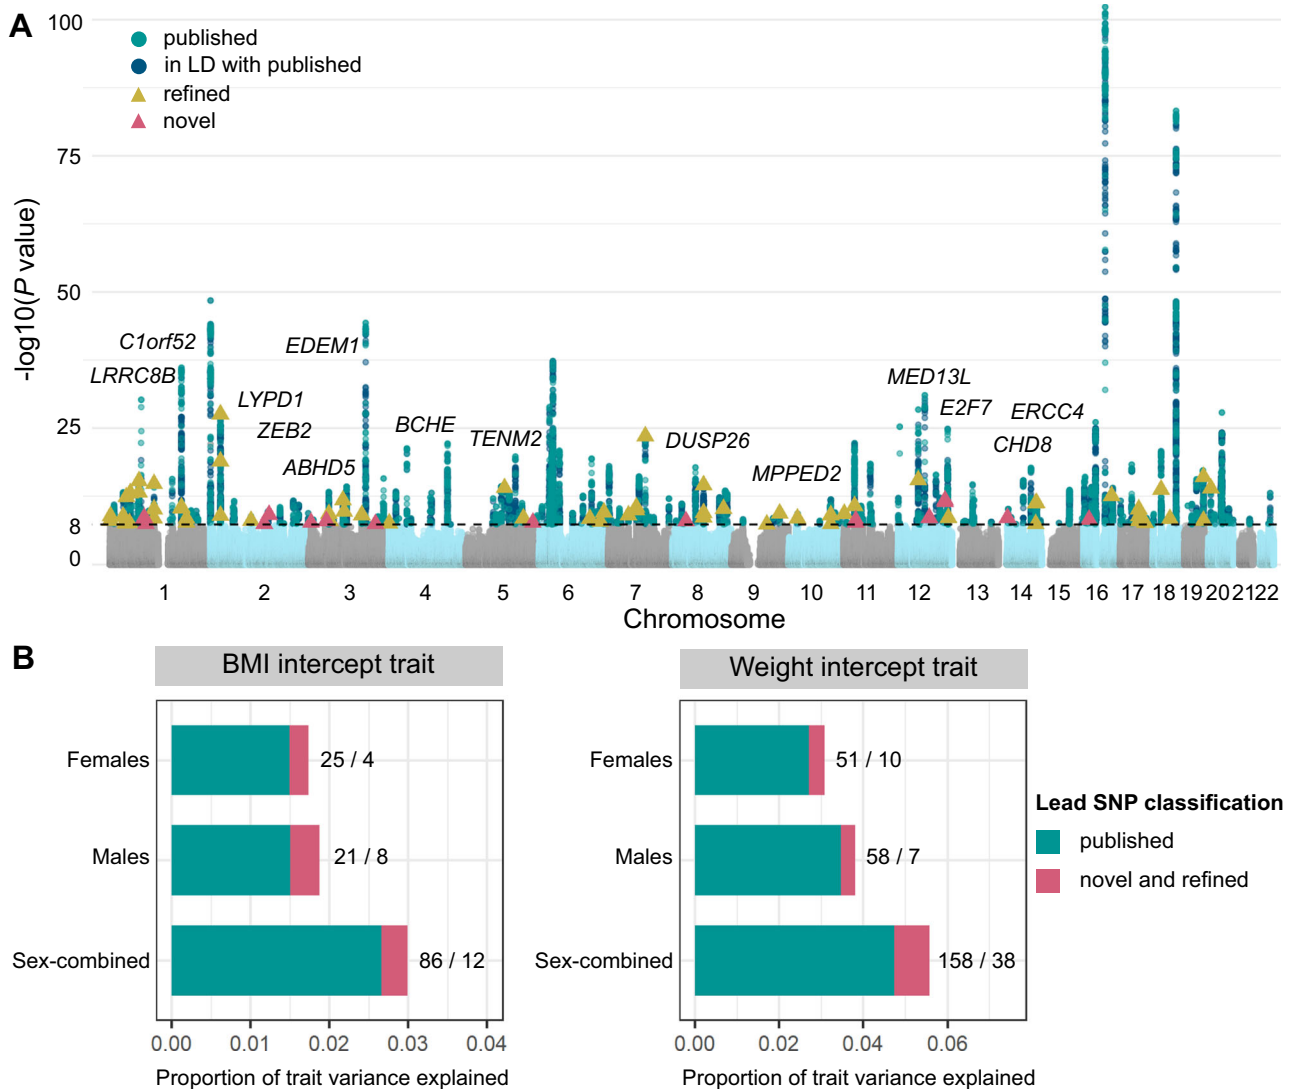 A
100
published
in LD with published
refined
novel
75
-log10(P value)
50
C1orf52
EDEM1
LRRC8B
LYPD1
MED13L
E2F7
ERCC4
25
ZEB2
BCHE
TENM2
DUSP26
CHD8
ABHD5
MPPED2
8
0
1 2 3 4 5 6 7 8 9 10 11 12 13 14 15 16 17 18 19 20 21 22
Chromosome
B
BMI intercept trait
Females
25 / 4
Males
21 / 8
Sex-combined
86 / 12
0.00 0.01 0.02 0.03 0.04
Proportion of trait variance explained
Weight intercept trait
Females
51 / 10
Males
58 / 7
Sex-combined
158 / 38
0.00 0.02 0.04 0.06
Proportion of trait variance explained
Lead SNP classification
published
novel and refined